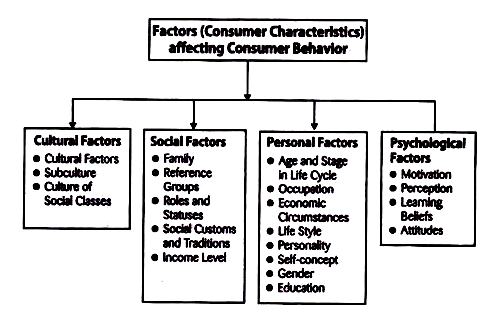 Factors (Consumer Characteristics)
affecting Consumer Behavior
Cultural Factors
● Cultural Factors
● Subculture
● Culture of
Social Classes
Social Factors
● Family
● Reference
Groups
● Roles and
Statuses
● Social Customs
and Traditions
● Income Level
Personal Factors
● Age and Stage
in Life Cycle
● Occupation
● Economic
Circumstances
● Life Style
● Personality
● Self-concept
● Gender
● Education
Psychological
Factors
● Motivation
● Perception
● Learning
Beliefs
● Attitudes